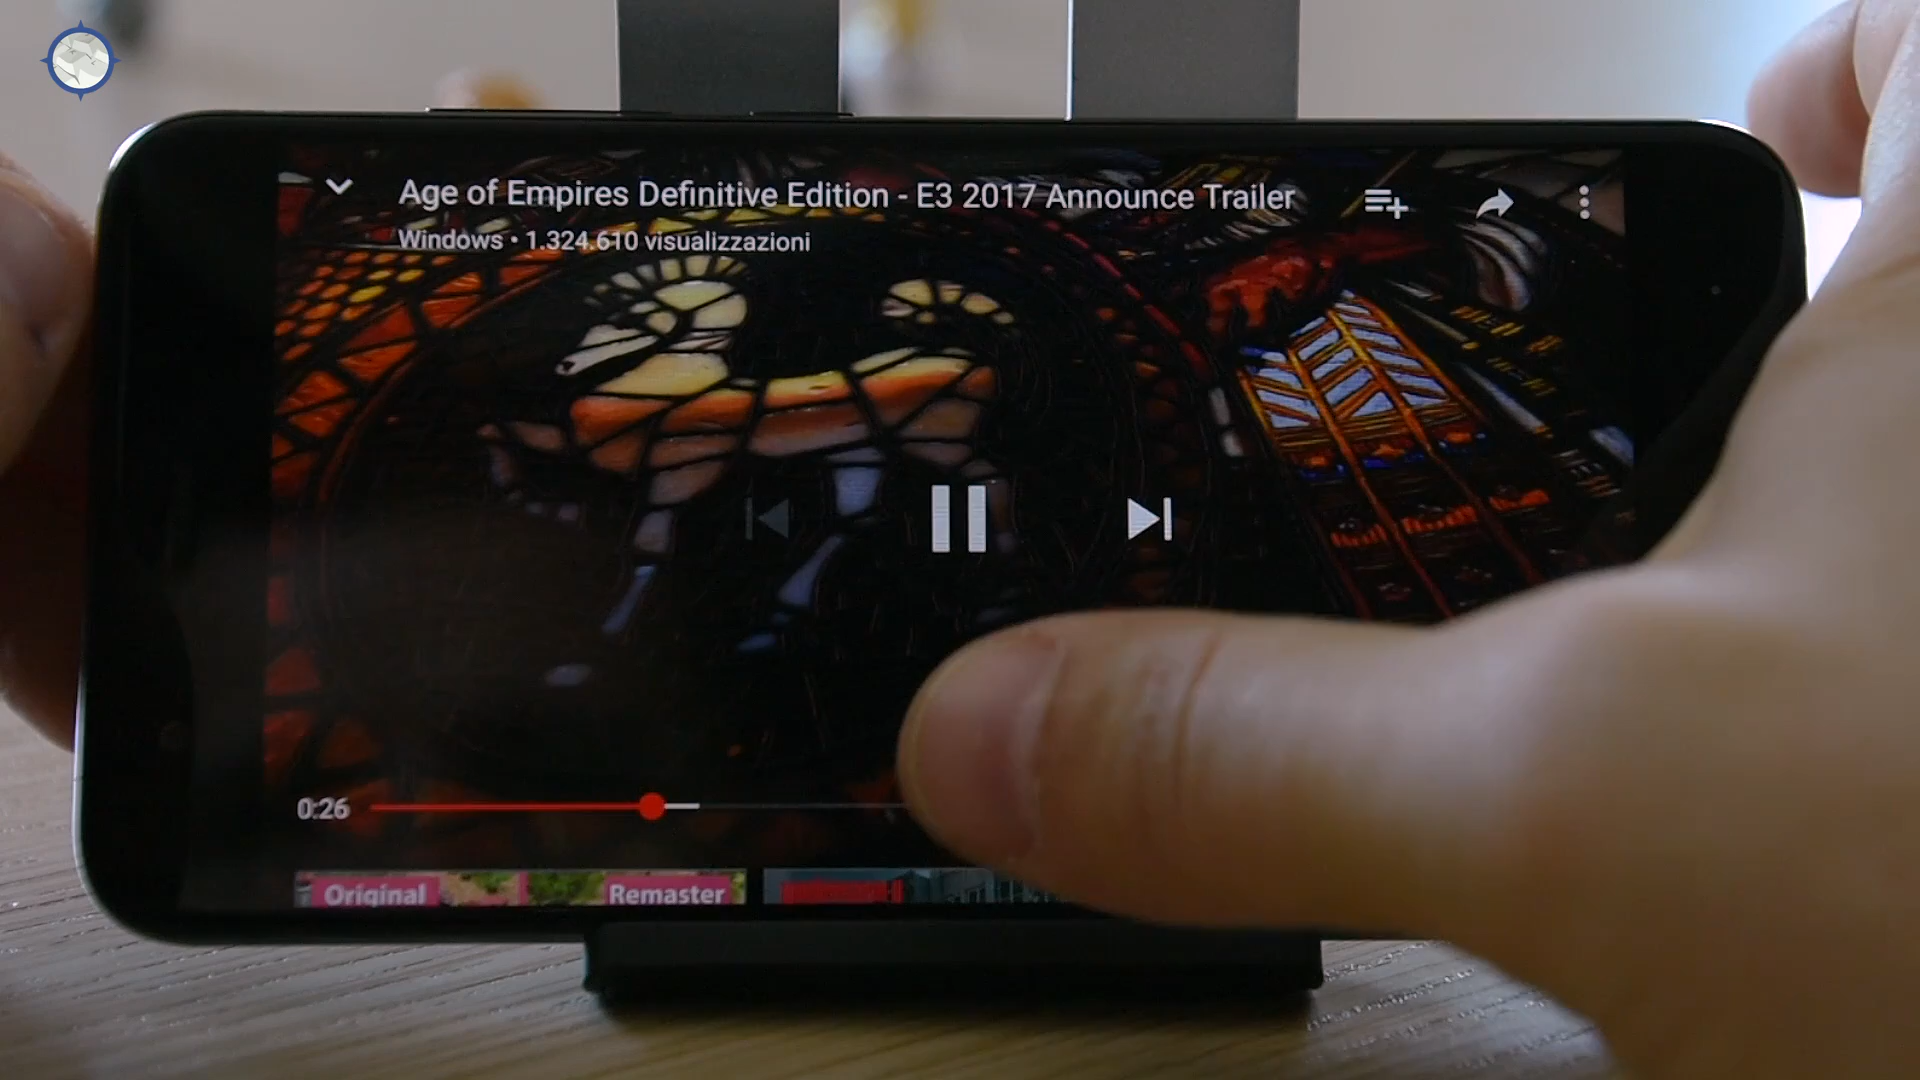 Age of Empires Definitive Edition - E3 2017 Announce Trailer
Windows • 1.324.610 visualizzazioni
0:26
Original
Remaster